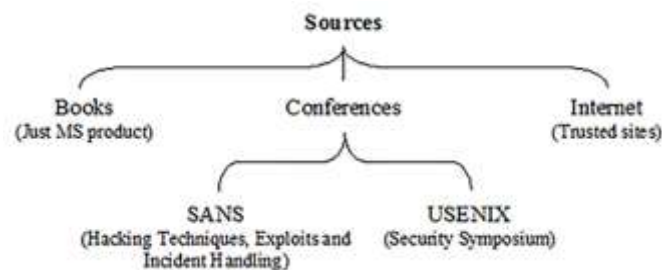 Sources
Books
(Just MS product)
Conferences
Internet
(Trusted sites)
SANS
(Hacking Techniques, Exploits and
Incident Handling)
USENIX
(Security Symposium)